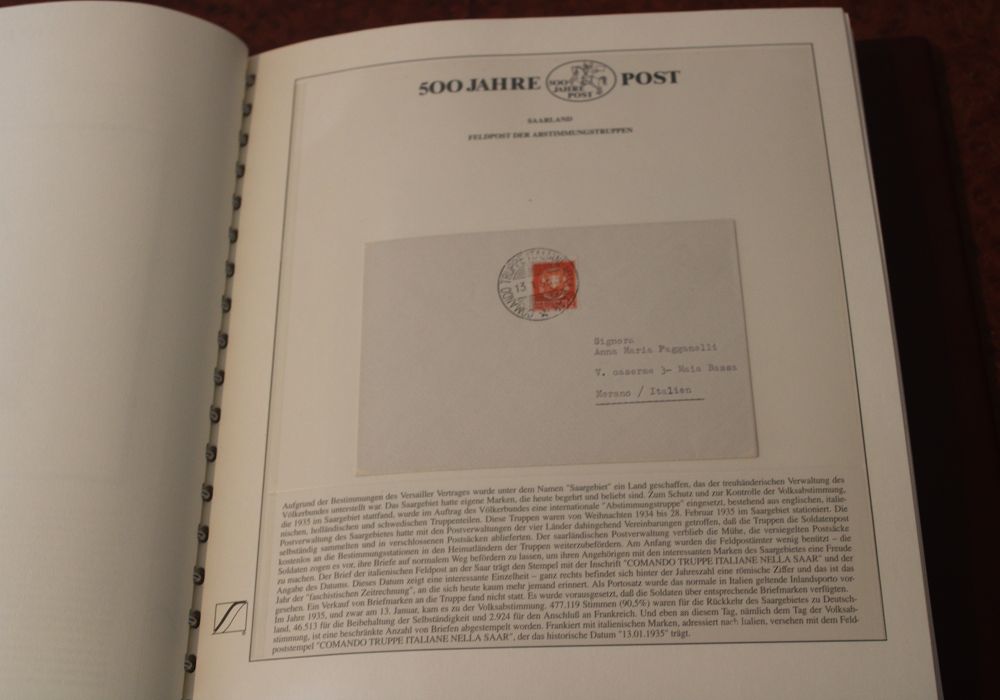 500 JAHRE
500
JAHRE
POST
POST
SAARLAND
FELDPOST DER ABSTIMMUNGSTRUPPEN
COMANDO TRUPPE ITALIANE
13
Signora
Anna Maria Pagganelli
V. caserme 3- Maia Bassa
Merano / Italien
Aufgrund der Bestimmungen des Versailler Vertrages wurde unter dem Namen "Saargebiet" ein Land geschaffen, das der treuhänderischen Verwaltung des
Völkerbundes unterstellt war. Das Saargebiet hatte eigene Marken, die heute begehrt und beliebt sind. Zum Schutz und zur Kontrolle der Volksabstimmung,
die 1935 im Saargebiet stattfand, wurde im Auftrag des Völkerbundes eine internationale "Abstimmungstruppe" eingesetzt, bestehend aus englischen, italie-
nischen, holländischen und schwedischen Truppenteilen. Diese Truppen waren von Weihnachten 1934 bis 28. Februar 1935 im Saargebiet stationiert. Die
Postverwaltung des Saargebietes hatte mit den Postverwaltungen der vier Länder dahingehend Vereinbarungen getroffen, daß die Truppen die Soldatenpost
selbständig sammelten und in verschlossenen Postsäcken ablieferten. Der saarländischen Postverwaltung verblieb die Mühe, die versiegelten Postsäcke
kostenlos an die Bestimmungsstationen in den Heimatländern der Truppen weiterzubefördern. Am Anfang wurden die Feldpostämter wenig benützt - die
Soldaten zogen es vor, ihre Briefe auf normalem Weg befördern zu lassen, um ihren Angehörigen mit den interessanten Marken des Saargebietes eine Freude
zu machen. Der Brief der italienischen Feldpost an der Saar trägt den Stempel mit der Inschrift "COMANDO TRUPPE ITALIANE NELLA SAAR" und der
Angabe des Datums. Dieses Datum zeigt eine interessante Einzelheit - ganz rechts befindet sich hinter der Jahreszahl eine römische Ziffer und das ist das
Jahr der "faschistischen Zeitrechnung", an die sich heute kaum mehr jemand erinnert. Als Portosatz wurde das normale in Italien geltende Inlandsporto vor-
gesehen. Ein Verkauf von Briefmarken an die Truppe fand nicht statt. Es wurde vorausgesetzt, daß die Soldaten über entsprechende Briefmarken verfügten.
Im Jahre 1935, und zwar am 13. Januar, kam es zu der Volksabstimmung. 477.119 Stimmen (90,5%) waren für die Rückkehr des Saargebietes zu Deutsch-
land, 46.513 für die Beibehaltung der Selbständigkeit und 2.924 für den Anschluß an Frankreich. Und eben an diesem Tag, nämlich dem Tag der Volksab-
stimmung, ist eine beschränkte Anzahl von Briefen abgestempelt worden. Frankiert mit italienischen Marken, adressiert nach Italien, versehen mit dem Feld-
poststempel "COMANDO TRUPPE ITALIANE NELLA SAAR", der das historische Datum "13.01.1935" trägt.